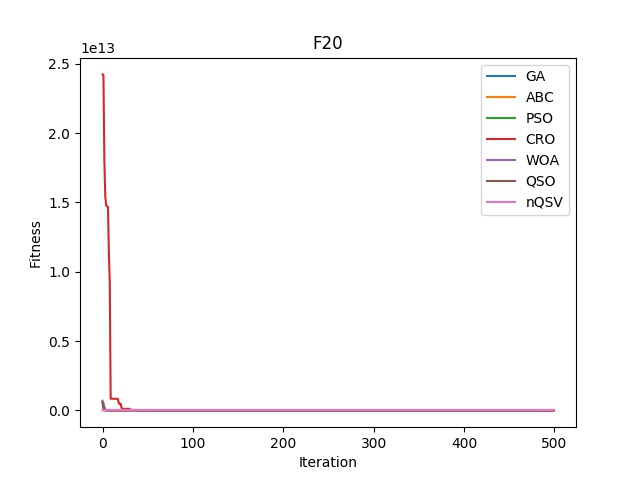 F20
1e13
2.5
2.0
1.5
1.0
0.5
0.0
Fitness
0
100
200
300
400
500
Iteration
GA
ABC
PSO
CRO
WOA
QSO
nQSV